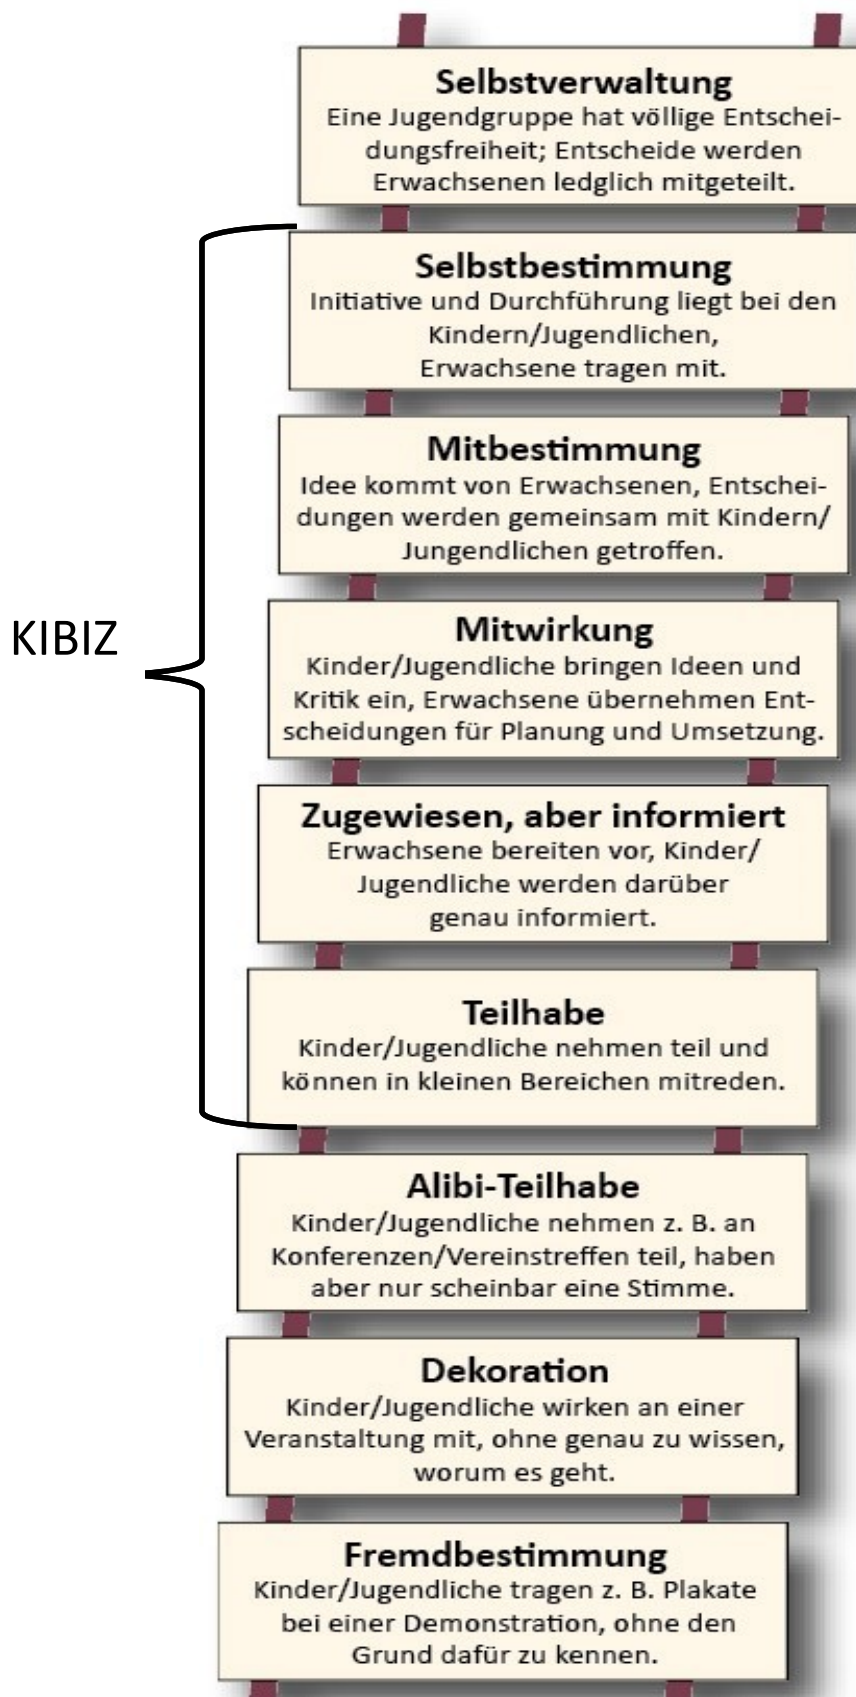 Selbstverwaltung
Eine Jugendgruppe hat völlige Entschei-
dungsfreiheit; Entscheide werden
Erwachsenen ledglich mitgeteilt.
Selbstbestimmung
Initiative und Durchführung liegt bei den
Kindern/Jugendlichen,
Erwachsene tragen mit.
Mitbestimmung
Idee kommt von Erwachsenen, Entschei-
dungen werden gemeinsam mit Kindern/
Jungendlichen getroffen.
KIBIZ
Mitwirkung
Kinder/Jugendliche bringen Ideen und
Kritik ein, Erwachsene übernehmen Ent-
scheidungen für Planung und Umsetzung.
Zugewiesen, aber informiert
Erwachsene bereiten vor, Kinder/
Jugendliche werden darüber
genau informiert.
Teilhabe
Kinder/Jugendliche nehmen teil und
können in kleinen Bereichen mitreden.
Alibi-Teilhabe
Kinder/Jugendliche nehmen z. B. an
Konferenzen/Vereinstreffen teil, haben
aber nur scheinbar eine Stimme.
Dekoration
Kinder/Jugendliche wirken an einer
Veranstaltung mit, ohne genau zu wissen,
worum es geht.
Fremdbestimmung
Kinder/Jugendliche tragen z. B. Plakate
bei einer Demonstration, ohne den
Grund dafür zu kennen.